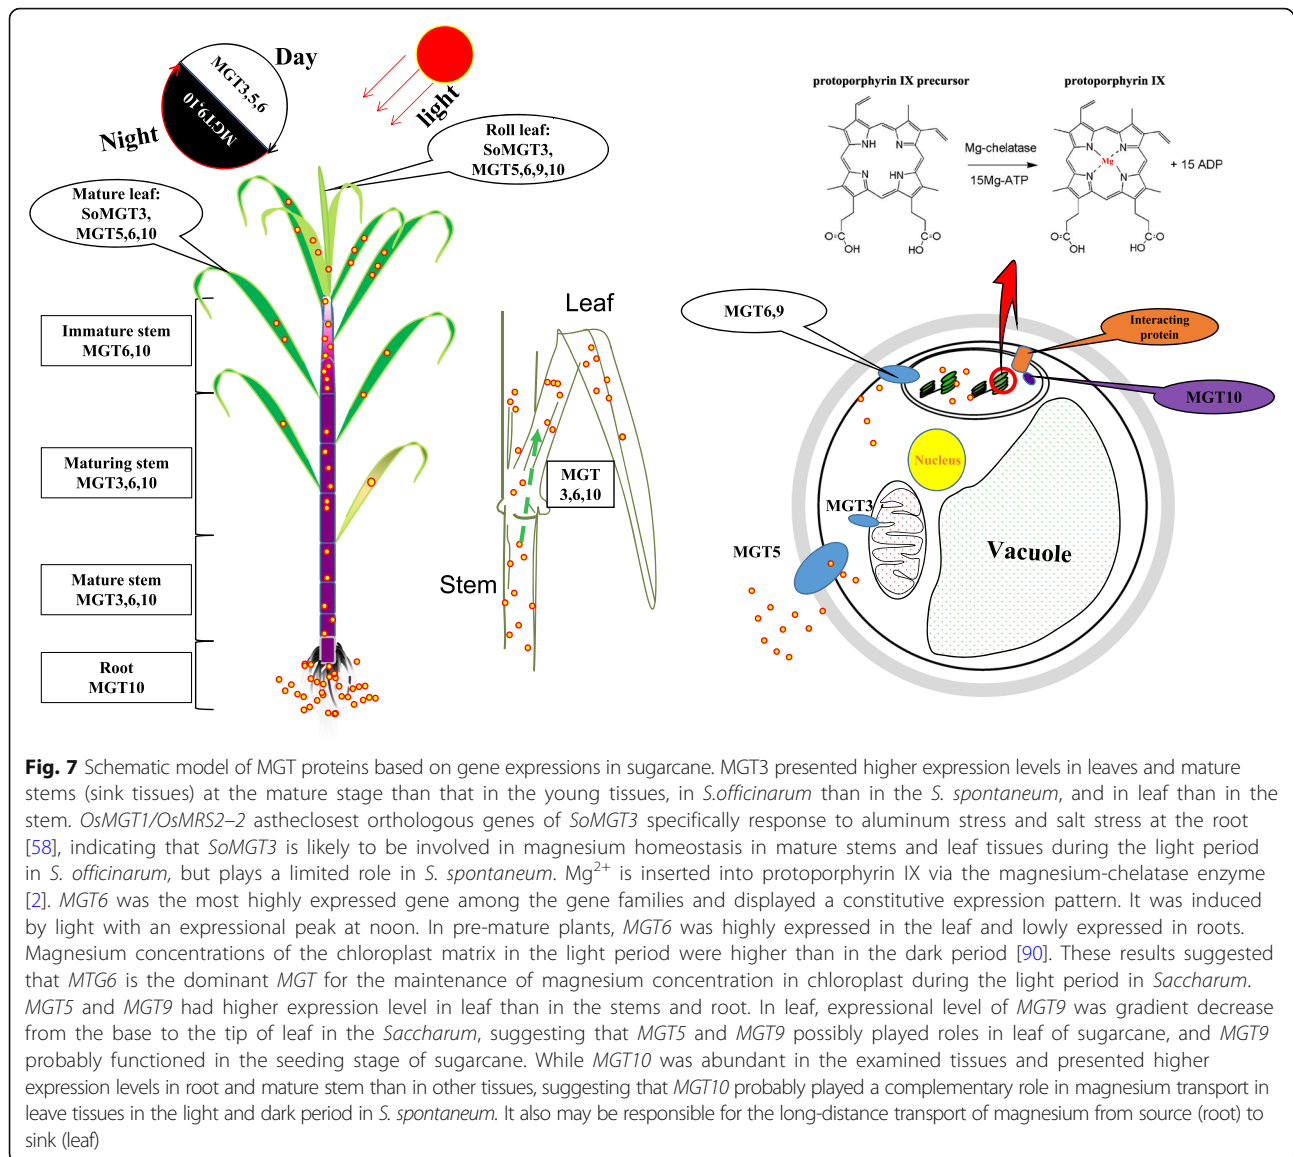 Day
MGT3,5,6
MGT9,10
Night
light
Roll leaf:
SoMGT3,
MGT5,6,9,10
Mature leaf:
SoMGT3,
MGT5,6,10
Immature stem
MGT6,10
Maturing stem
MGT3,6,10
Mature stem
MGT3,6,10
Root
MGT10
Leaf
MGT
3,6,10
Stem
protoporphyrin IX precursor
protoporphyrin IX
NH
N
N
HN
O
OH
HO
O
Mg-chelatase
15Mg-ATP
N
N
Mg
N
N
O
OH
HO
O
+ 15 ADP
MGT6,9
Interacting
protein
MGT10
Nucleus
MGT3
MGT5
Vacuole
Fig. 7 Schematic model of MGT proteins based on gene expressions in sugarcane. MGT3 presented higher expression levels in leaves and mature
stems (sink tissues) at the mature stage than that in the young tissues, in S.officinarum than in the S. spontaneum, and in leaf than in the
stem. OsMGT1/OsMRS2–2 astheclosest orthologous genes of SoMGT3 specifically response to aluminum stress and salt stress at the root
[58], indicating that SoMGT3 is likely to be involved in magnesium homeostasis in mature stems and leaf tissues during the light period
in S. officinarum, but plays a limited role in S. spontaneum. Mg2+ is inserted into protoporphyrin IX via the magnesium-chelatase enzyme
[2]. MGT6 was the most highly expressed gene among the gene families and displayed a constitutive expression pattern. It was induced
by light with an expressional peak at noon. In pre-mature plants, MGT6 was highly expressed in the leaf and lowly expressed in roots.
Magnesium concentrations of the chloroplast matrix in the light period were higher than in the dark period [90]. These results suggested
that MTG6 is the dominant MGT for the maintenance of magnesium concentration in chloroplast during the light period in Saccharum.
MGT5 and MGT9 had higher expression level in leaf than in the stems and root. In leaf, expressional level of MGT9 was gradient decrease
from the base to the tip of leaf in the Saccharum, suggesting that MGT5 and MGT9 possibly played roles in leaf of sugarcane, and MGT9
probably functioned in the seeding stage of sugarcane. While MGT10 was abundant in the examined tissues and presented higher
expression levels in root and mature stem than in other tissues, suggesting that MGT10 probably played a complementary role in magnesium transport in
leave tissues in the light and dark period in S. spontaneum. It also may be responsible for the long-distance transport of magnesium from source (root) to
sink (leaf)